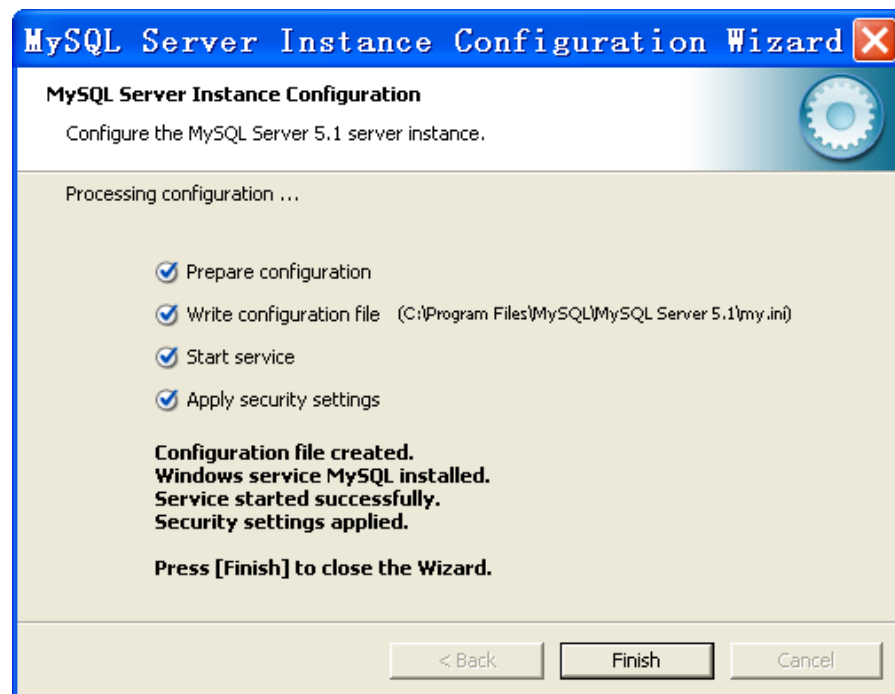 MySQL Server Instance Configuration Wizard
MySQL Server Instance Configuration
Configure the MySQL Server 5.1 server instance.
Processing configuration ...
Prepare configuration
Write configuration file (C:\Program Files\MySQL\MySQL Server 5.1\my.ini)
Start service
Apply security settings
Configuration file created.
Windows service MySQL installed.
Service started successfully.
Security settings applied.
Press [Finish] to close the Wizard.
< Back Finish Cancel